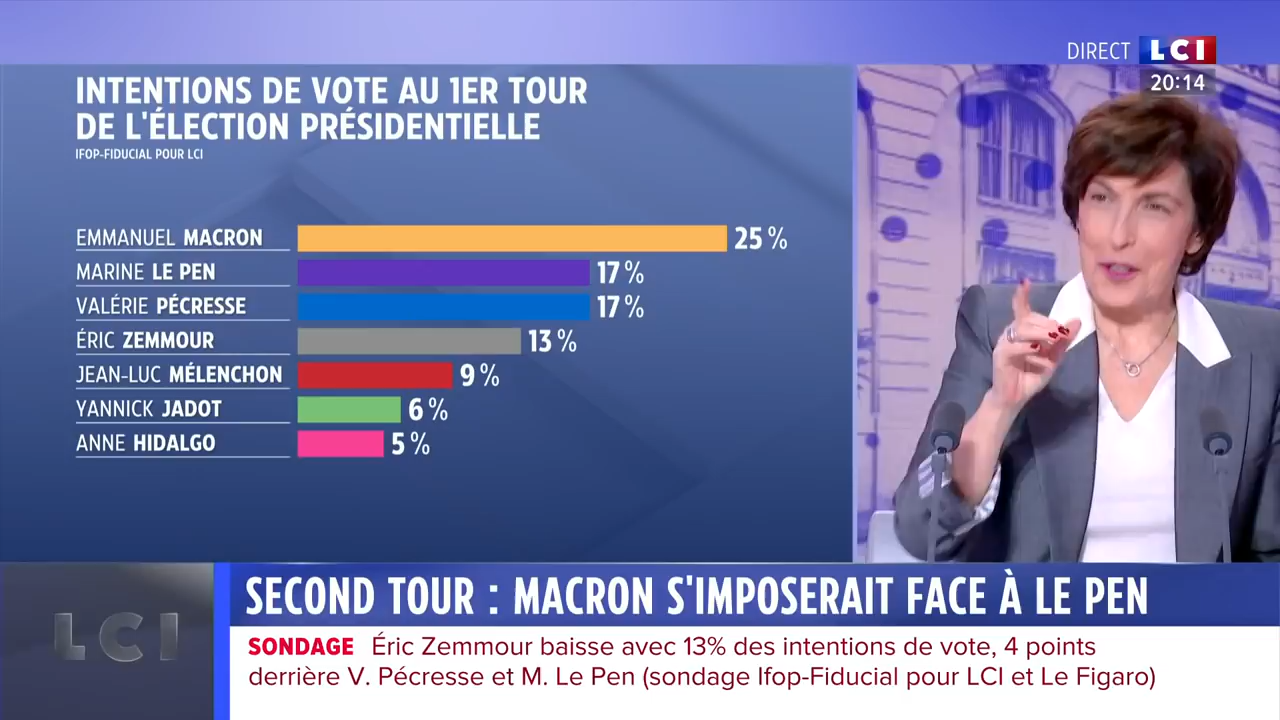 DIRECT LCI
20:14
INTENTIONS DE VOTE AU 1ER TOUR
DE L'ÉLECTION PRÉSIDENTIELLE
IFOP-FIDUCIAL POUR LCI
EMMANUEL MACRON 25 %
MARINE LE PEN 17 %
VALÉRIE PÉCRESSE 17 %
ÉRIC ZEMMOUR 13 %
JEAN-LUC MÉLENCHON 9 %
YANNICK JADOT 6 %
ANNE HIDALGO 5 %
LCI
SECOND TOUR : MACRON S'IMPOSERAIT FACE À LE PEN
SONDAGE Éric Zemmour baisse avec 13% des intentions de vote, 4 points
derrière V. Pécresse et M. Le Pen (sondage Ifop-Fiducial pour LCI et Le Figaro)